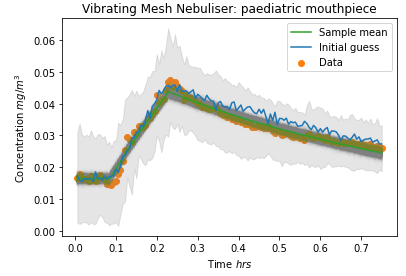 Vibrating Mesh Nebuliser: paediatric mouthpiece
Sample mean
Initial guess
Data
Concentration mg/m³
0.06
0.05
0.04
0.03
0.02
0.01
0.00
0.0 0.1 0.2 0.3 0.4 0.5 0.6 0.7
Time hrs